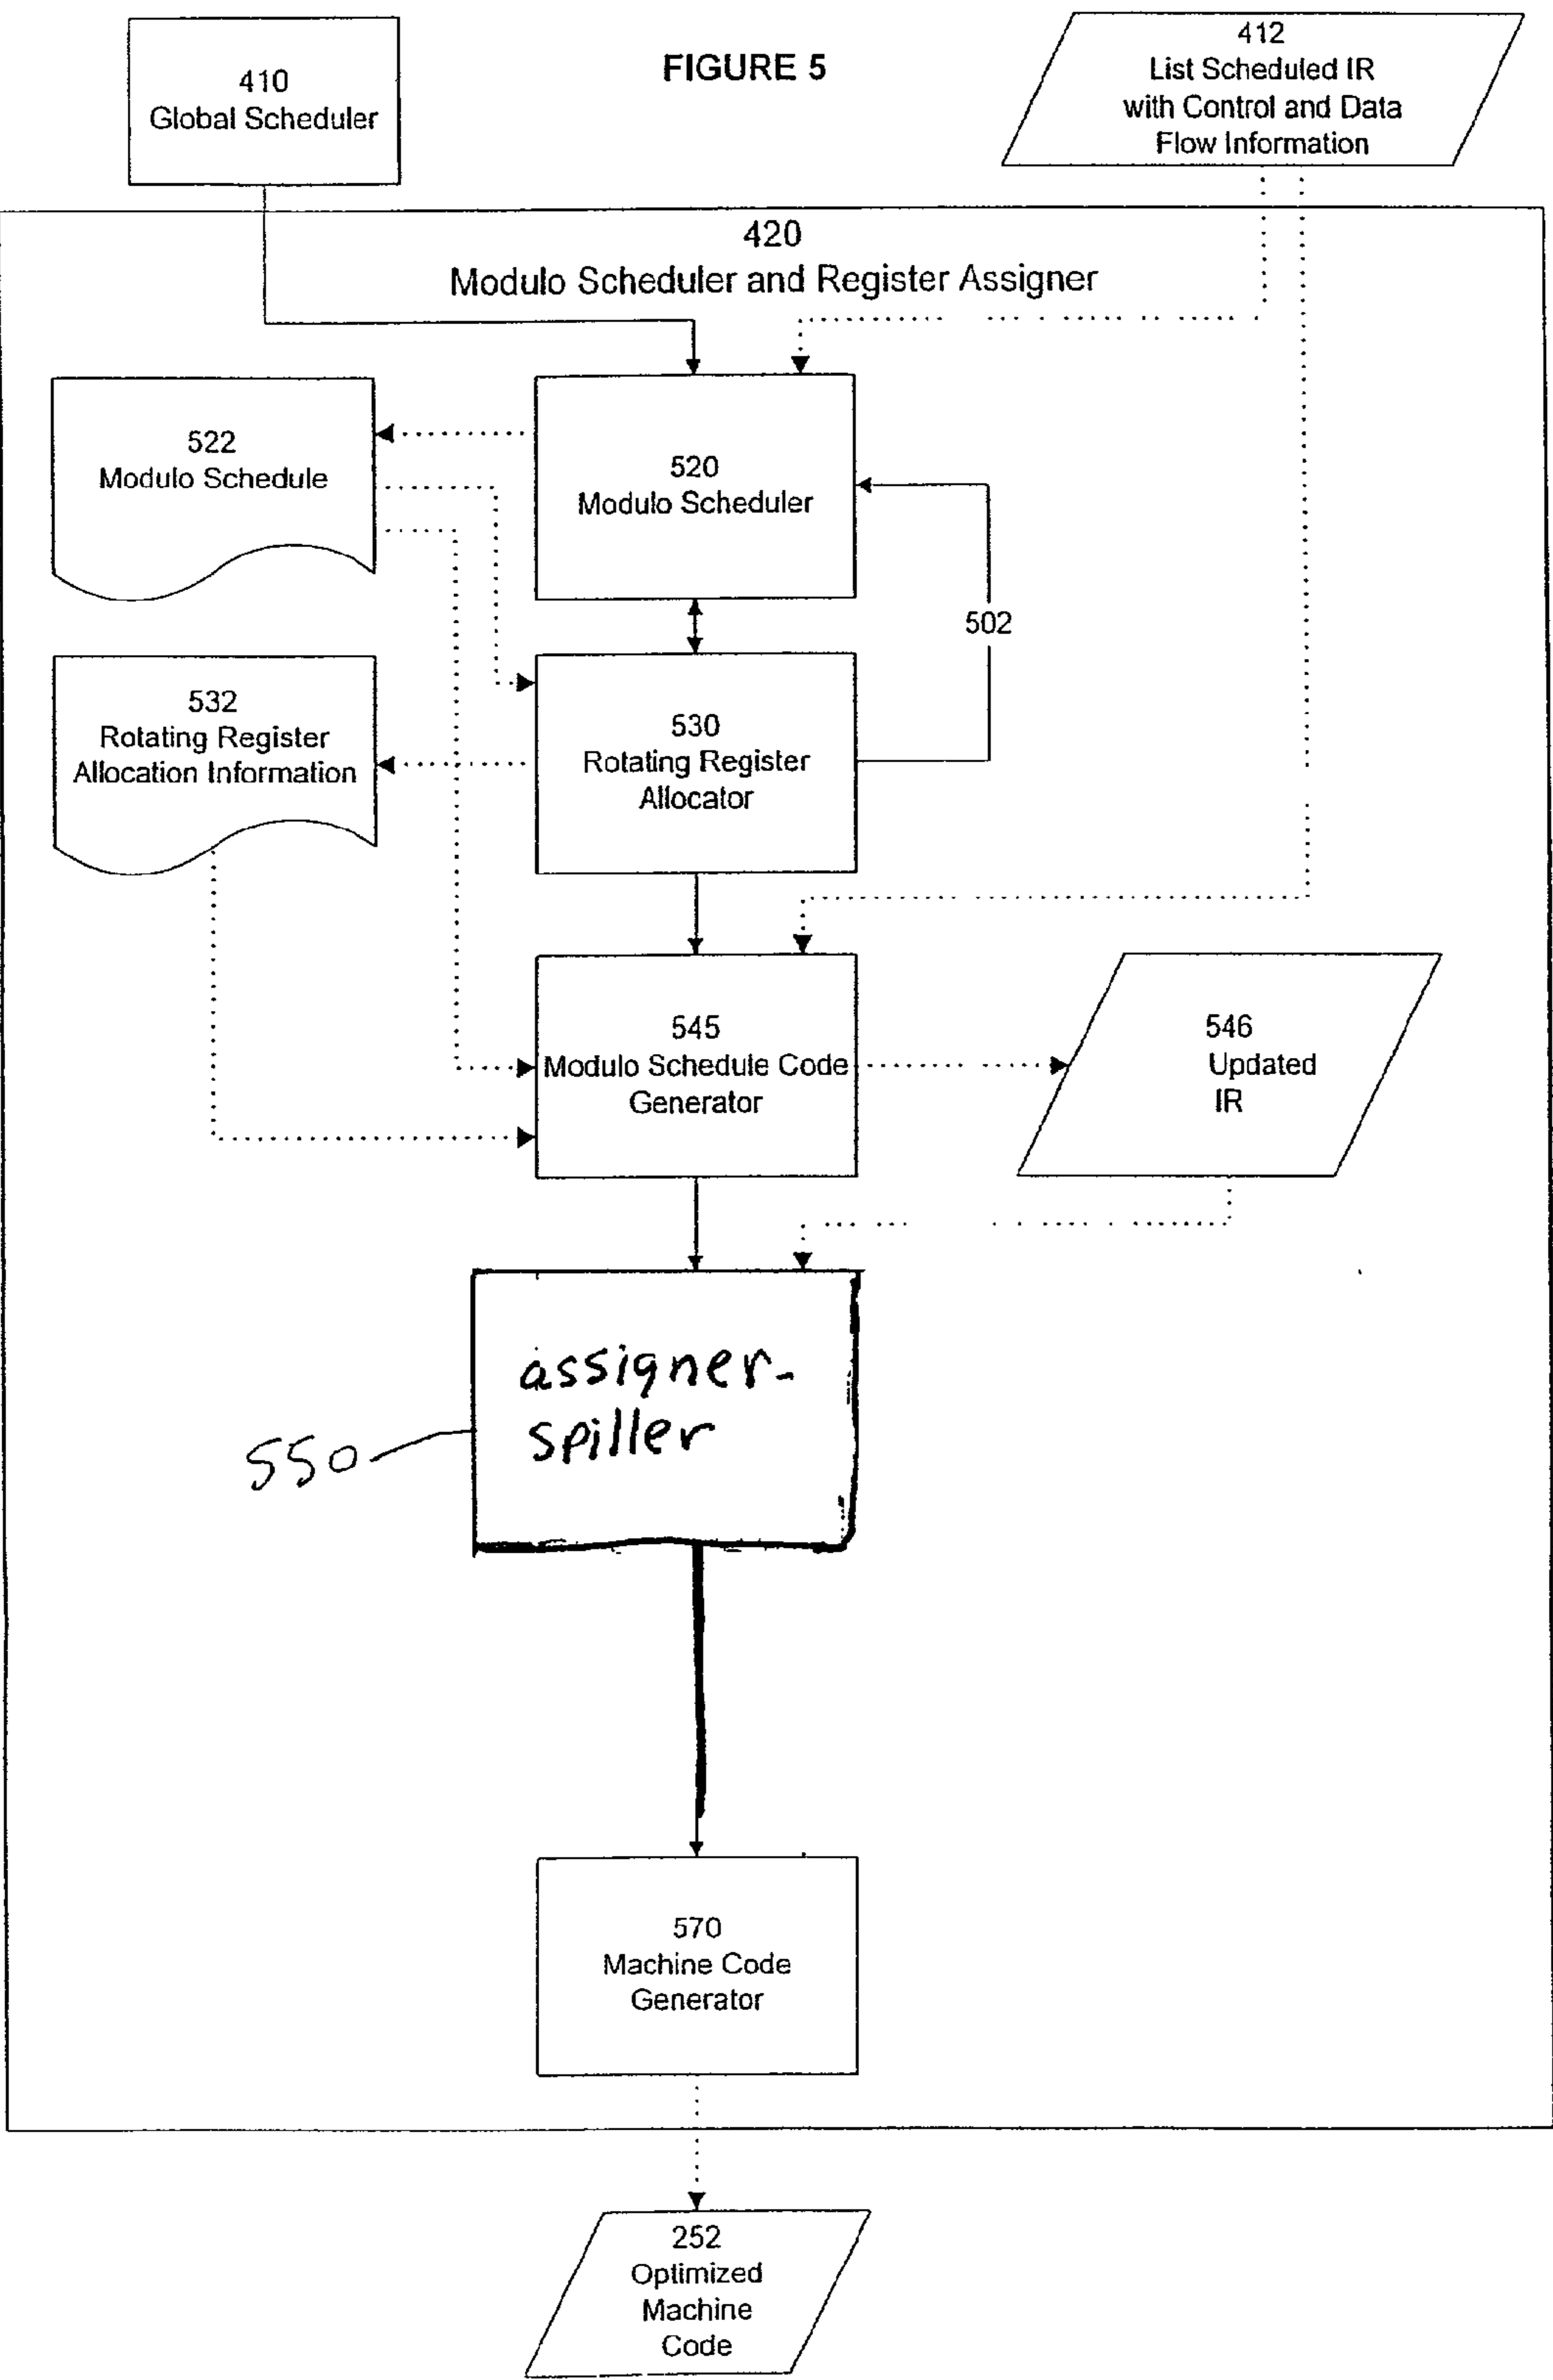 FIGURE 5
410
Global Scheduler
412
List Scheduled IR
with Control and Data
Flow Information
420
Modulo Scheduler and Register Assigner
522
Modulo Schedule
520
Modulo Scheduler
502
532
Rotating Register
Allocation Information
530
Rotating Register
Allocator
545
Modulo Schedule Code
Generator
546
Updated
IR
assigner-
spiller
550
570
Machine Code
Generator
252
Optimized
Machine
Code